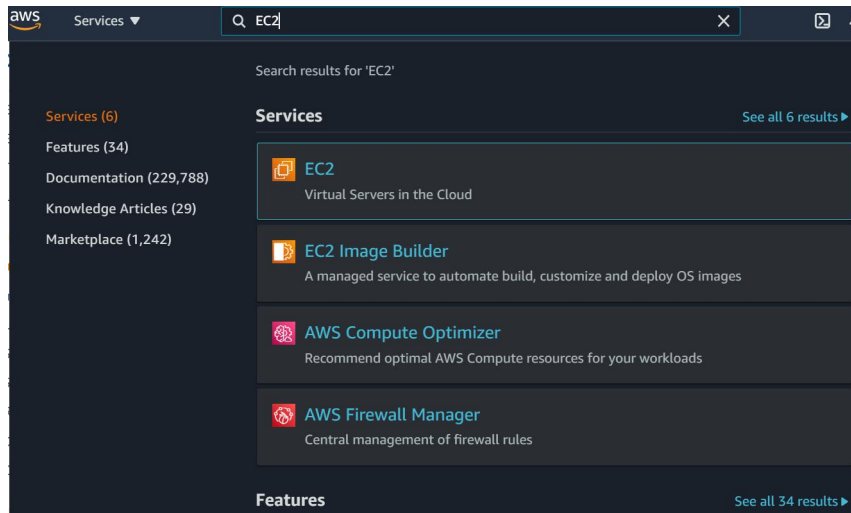 aws
Services ▼
EC2
Search results for 'EC2'
Services (6)
Features (34)
Documentation (229,788)
Knowledge Articles (29)
Marketplace (1,242)
Services
See all 6 results ▶
EC2
Virtual Servers in the Cloud
EC2 Image Builder
A managed service to automate build, customize and deploy OS images
AWS Compute Optimizer
Recommend optimal AWS Compute resources for your workloads
AWS Firewall Manager
Central management of firewall rules
Features
See all 34 results ▶